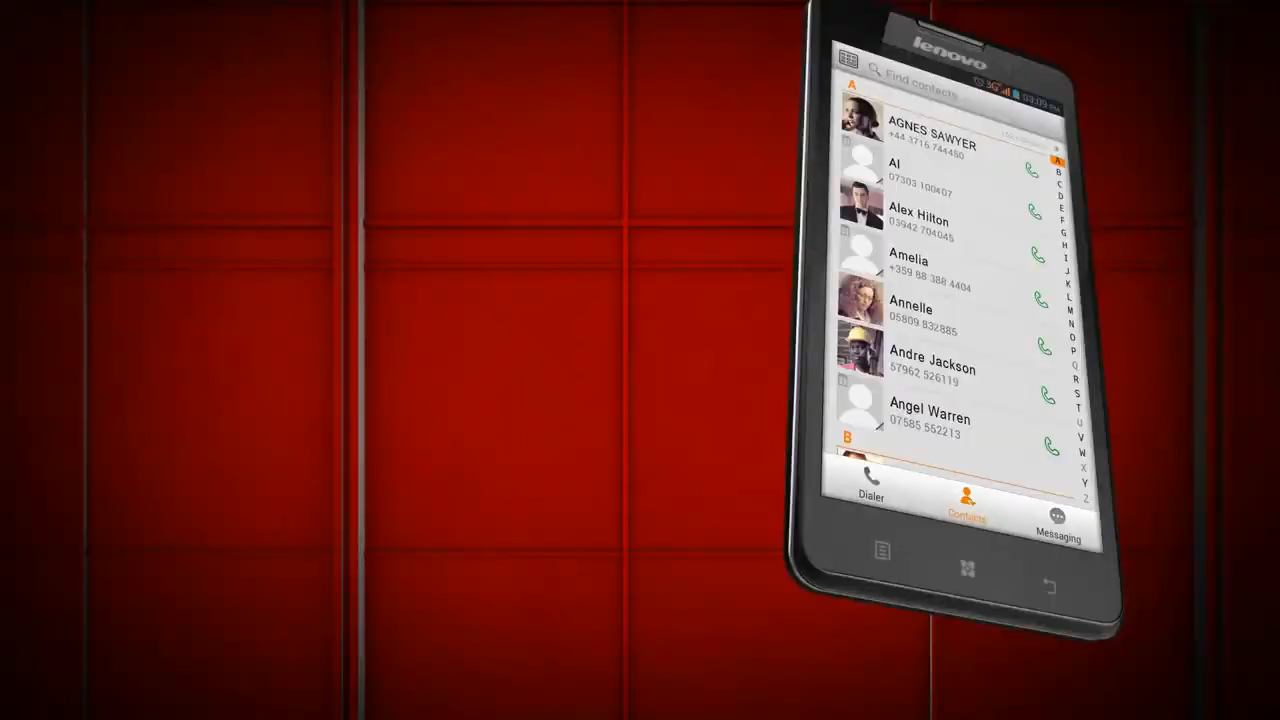 lenovo
3G
03:09 PM
Find contacts
A
AGNES SAWYER
+44 3716 744450
Al
07303 100407
Alex Hilton
03942 704045
Amelia
+359 88 388 4404
Annelle
05809 832885
Andre Jackson
57962 526119
Angel Warren
07585 552213
B
A
B
C
D
E
F
G
H
I
J
K
L
M
N
O
P
Q
R
S
T
U
V
W
X
Y
Z
Dialer
Contacts
Messaging